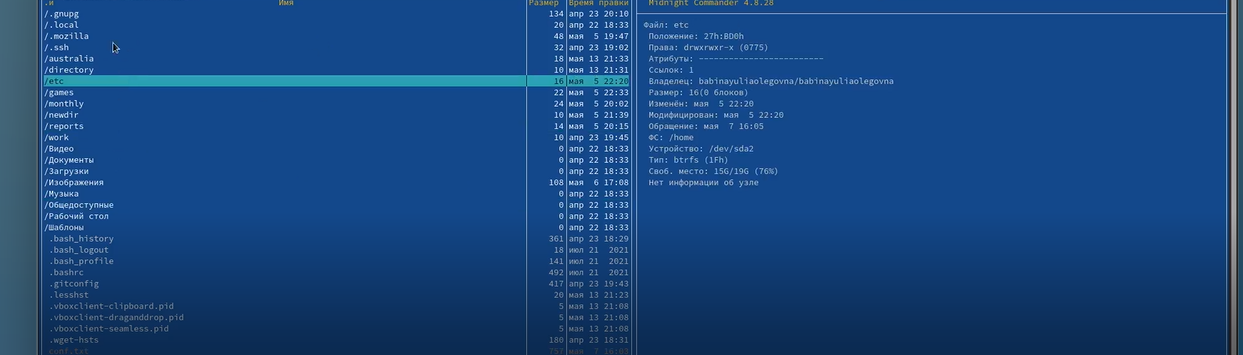 .и Имя Размер Время правки
/.gnupg 134 апр 23 20:10
/.local 20 апр 22 18:33
/.mozilla 48 мая 5 19:47
/.ssh 32 апр 23 19:02
/australia 18 мая 13 21:33
/directory 10 мая 13 21:31
/etc 16 мая 5 22:20
/games 22 мая 5 22:33
/monthly 24 мая 5 20:02
/newdir 10 мая 5 21:39
/reports 14 мая 5 20:15
/work 10 апр 23 19:45
/Видео 0 апр 22 18:33
/Документы 0 апр 22 18:33
/Загрузки 0 апр 22 18:33
/Изображения 108 мая 6 17:08
/Музыка 0 апр 22 18:33
/Общедоступные 0 апр 22 18:33
/Рабочий стол 0 апр 22 18:33
/Шаблоны 0 апр 22 18:33
.bash_history 361 апр 23 18:29
.bash_logout 18 июл 21 2021
.bash_profile 141 июл 21 2021
.bashrc 492 июл 21 2021
.gitconfig 417 апр 23 19:43
.lesshst 20 мая 13 21:23
.vboxclient-clipboard.pid 5 мая 13 21:08
.vboxclient-draganddrop.pid 5 мая 13 21:08
.vboxclient-seamless.pid 5 мая 13 21:08
.wget-hsts 180 апр 23 18:31
conf.txt 757 мая 7
Midnight Commander 4.8.28
Файл: etc
Положение: 27h:BD0h
Права: drwxrwxr-x (0775)
Атрибуты: -------------------------
Ссылок: 1
Владелец: babinayuliaolegovna/babinayuliaolegovna
Размер: 16(0 блоков)
Изменён: мая 5 22:20
Модифицирован: мая 5 22:20
Обращение: мая 7 16:05
ФС: /home
Устройство: /dev/sda2
Тип: btrfs (1Fh)
Своб. место: 15G/19G (76%)
Нет информации об узле